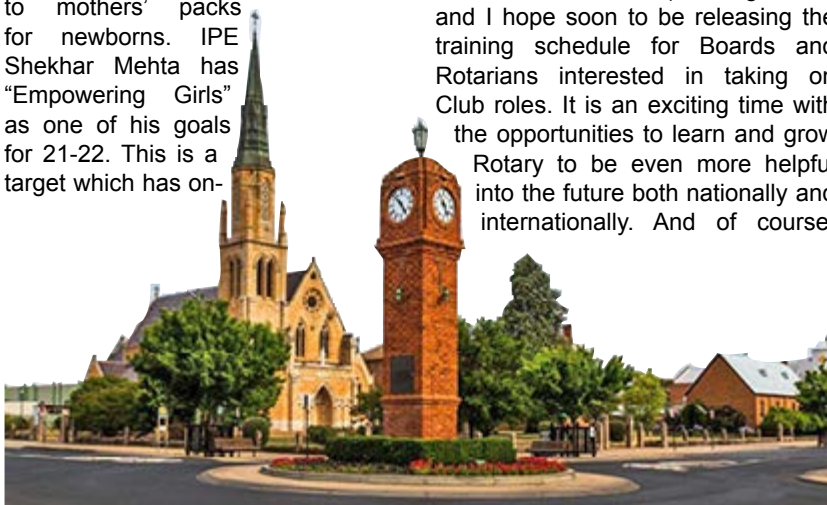 to mothers’ packs
for newborns. IPE
Shekhar Mehta has
“Empowering Girls”
as one of his goals
for 21-22. This is a
target which has on-
and I hope soon to be releasing the
training schedule for Boards and
Rotarians interested in taking on
Club roles. It is an exciting time with
the opportunities to learn and grow
Rotary to be even more helpful
into the future both nationally and
internationally. And of course